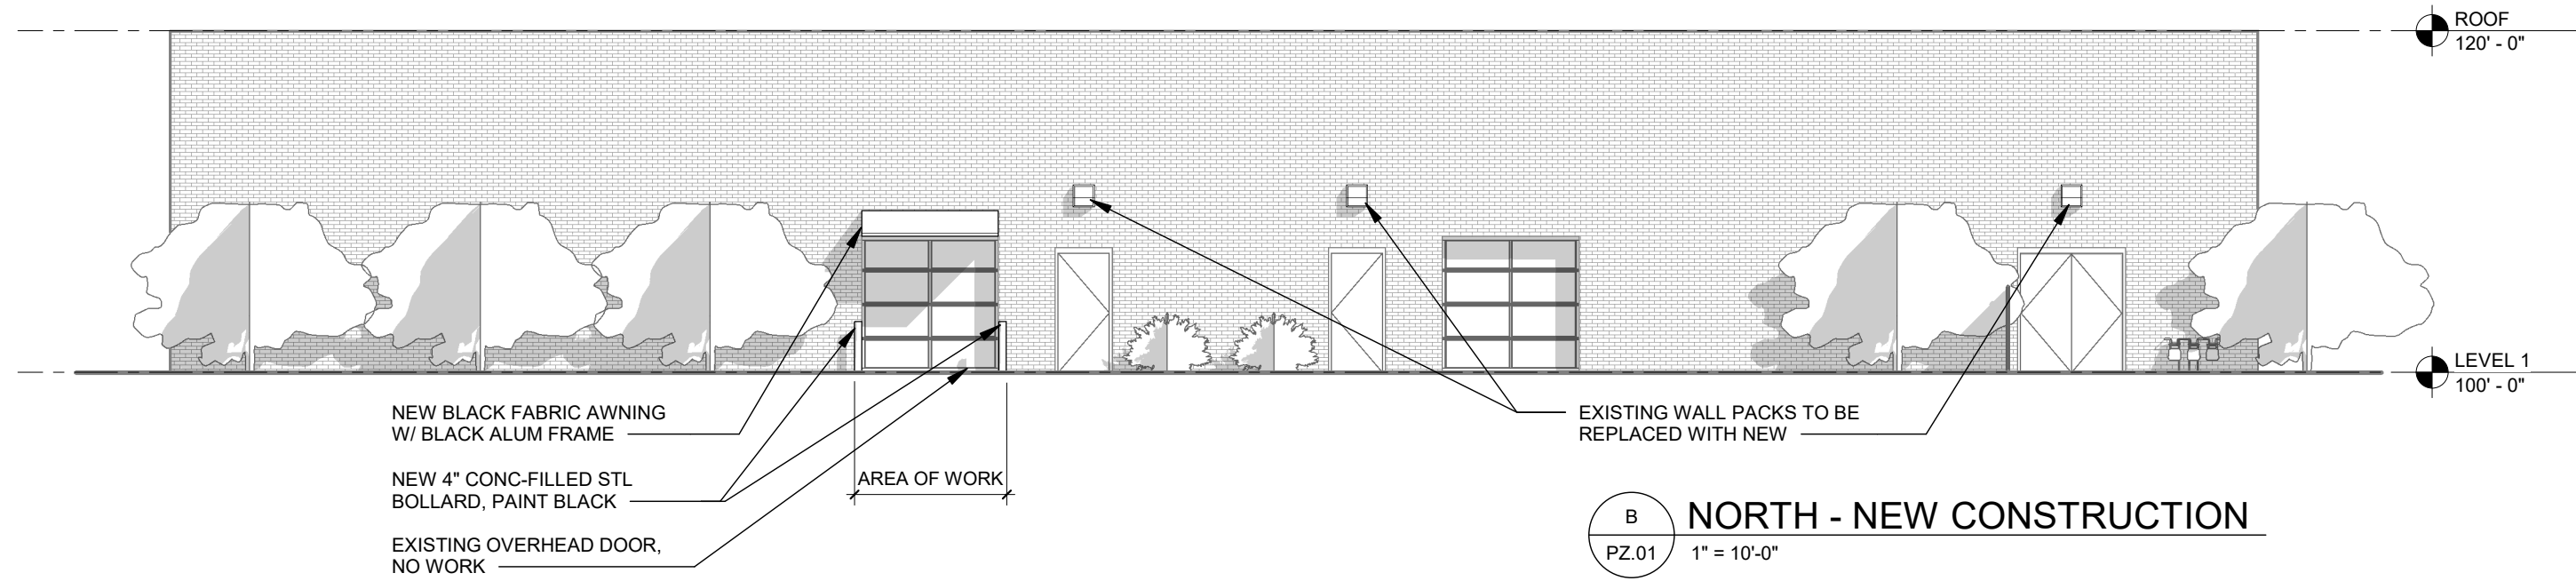 ROOF
120' - 0"
LEVEL 1
100' - 0"
NEW BLACK FABRIC AWNING
W/ BLACK ALUM FRAME
NEW 4" CONC-FILLED STL
BOLLARD, PAINT BLACK
EXISTING OVERHEAD DOOR,
NO WORK
AREA OF WORK
EXISTING WALL PACKS TO BE
REPLACED WITH NEW
B
PZ.01
NORTH - NEW CONSTRUCTION
1" = 10'-0"